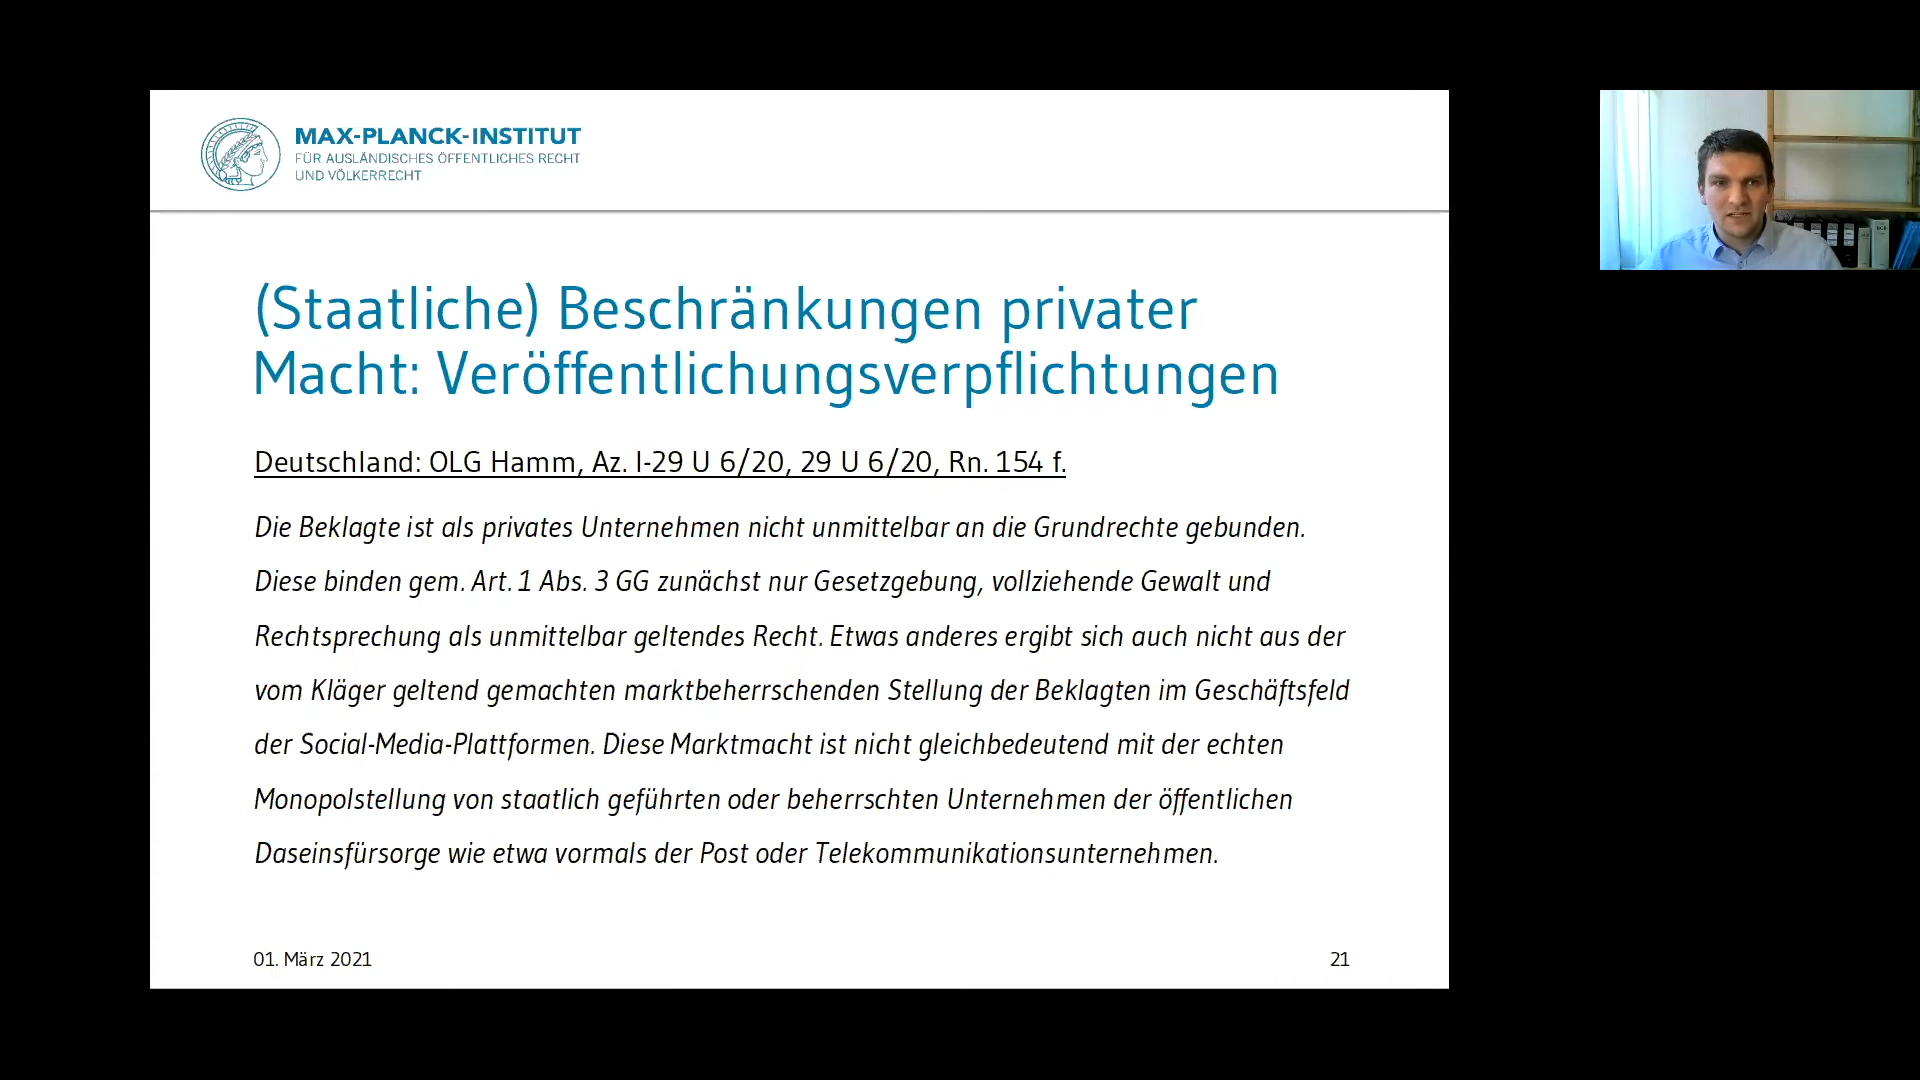 MAX-PLANCK-INSTITUT
FÜR AUSLÄNDISCHES ÖFFENTLICHES RECHT
UND VÖLKERRECHT
(Staatliche) Beschränkungen privater
Macht: Veröffentlichungsverpflichtungen
Deutschland: OLG Hamm, Az. I-29 U 6/20, 29 U 6/20, Rn. 154 f.
Die Beklagte ist als privates Unternehmen nicht unmittelbar an die Grundrechte gebunden.
Diese binden gem. Art. 1 Abs. 3 GG zunächst nur Gesetzgebung, vollziehende Gewalt und
Rechtsprechung als unmittelbar geltendes Recht. Etwas anderes ergibt sich auch nicht aus der
vom Kläger geltend gemachten marktbeherrschenden Stellung der Beklagten im Geschäftsfeld
der Social-Media-Plattformen. Diese Marktmacht ist nicht gleichbedeutend mit der echten
Monopolstellung von staatlich geführten oder beherrschten Unternehmen der öffentlichen
Daseinsfürsorge wie etwa vormals der Post oder Telekommunikationsunternehmen.
01. März 2021
21